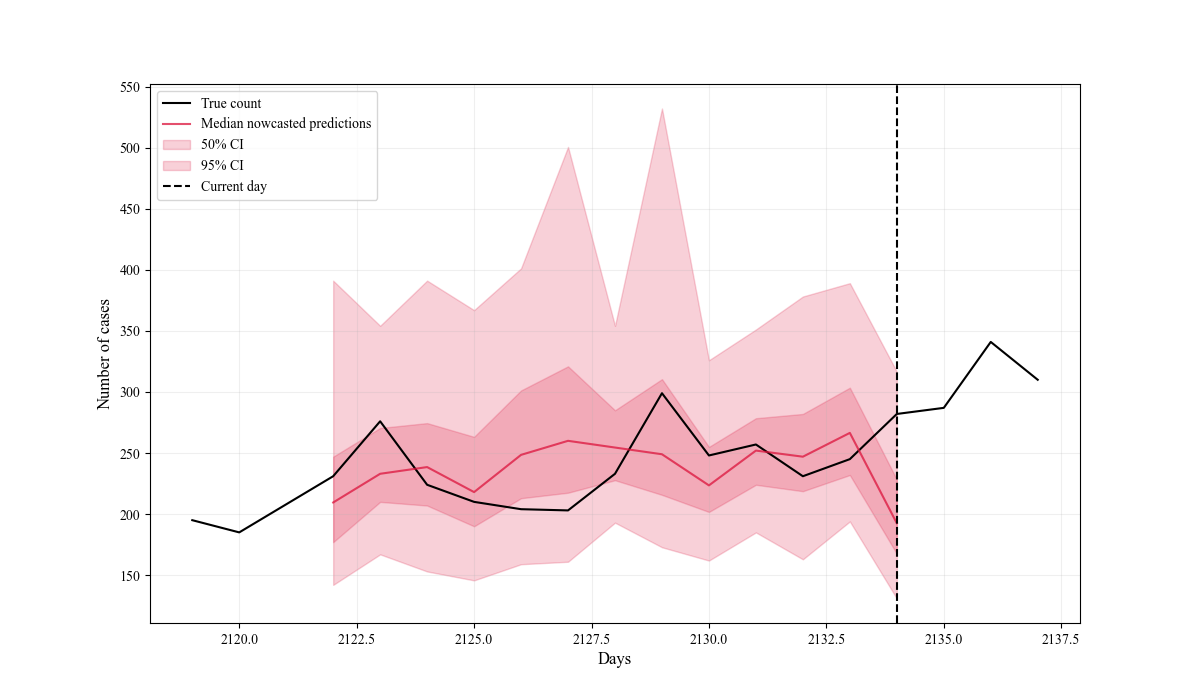 True count
Median nowcasted predictions
50% CI
95% CI
Current day
Number of cases
550
500
450
400
350
300
250
200
150
2120.0 2122.5 2125.0 2127.5 2130.0 2132.5 2135.0 2137.5
Days